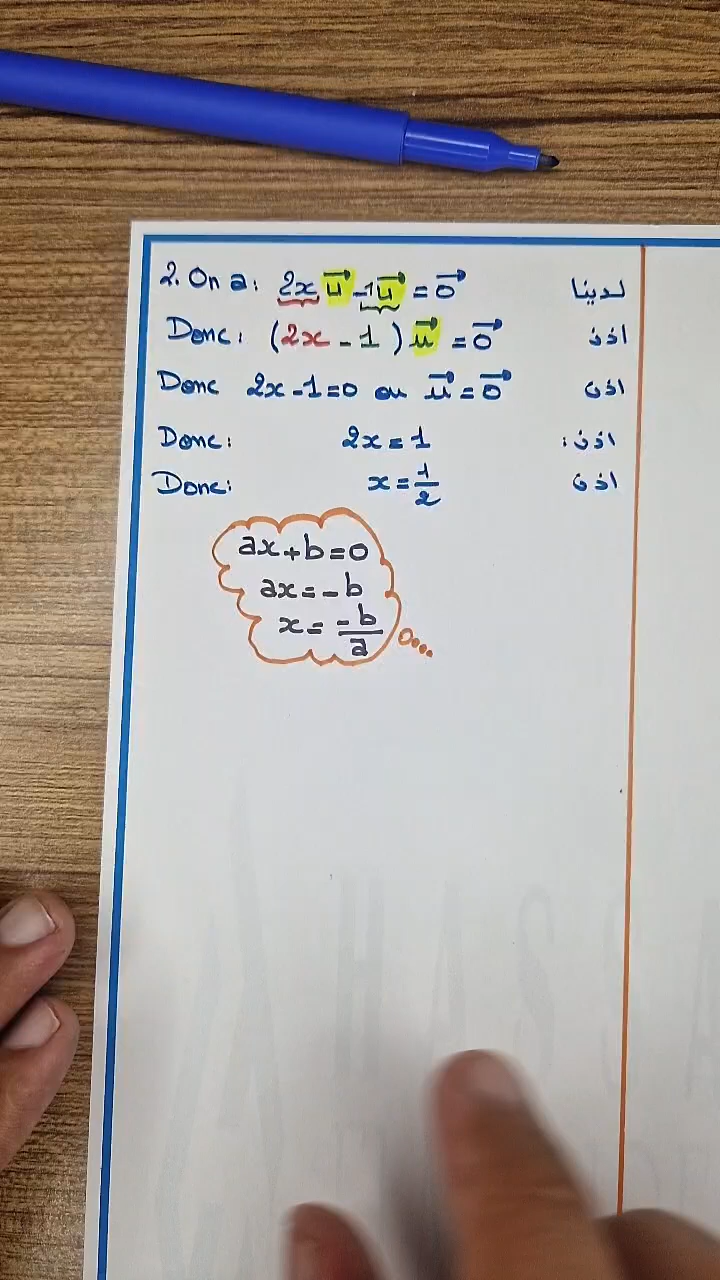 2. On a: 2x u⃗ - 1u⃗ = 0⃗ لدينا
Donc: (2x - 1) u⃗ = 0⃗ اذن
Donc 2x - 1 = 0 ou u⃗ = 0⃗ اذن
Donc: 2x = 1 اذن:
Donc: x = 1/2 اذن
ax + b = 0
ax = -b
x = -b/a